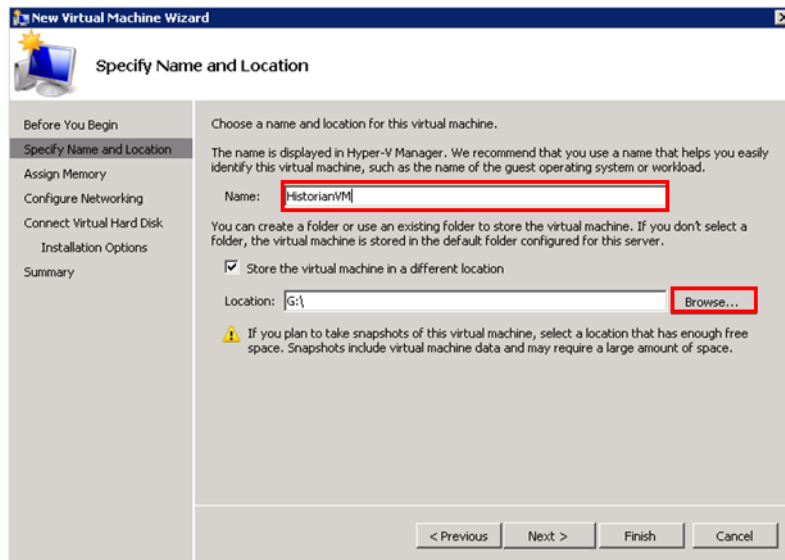 New Virtual Machine Wizard
Specify Name and Location
Before You Begin
Specify Name and Location
Assign Memory
Configure Networking
Connect Virtual Hard Disk
Installation Options
Summary
Choose a name and location for this virtual machine.
The name is displayed in Hyper-V Manager. We recommend that you use a name that helps you easily
identify this virtual machine, such as the name of the guest operating system or workload.
Name: HistorianVM
You can create a folder or use an existing folder to store the virtual machine. If you don't select a
folder, the virtual machine is stored in the default folder configured for this server.
Store the virtual machine in a different location
Location: G:\ Browse...
If you plan to take snapshots of this virtual machine, select a location that has enough free
space. Snapshots include virtual machine data and may require a large amount of space.
< Previous Next > Finish Cancel